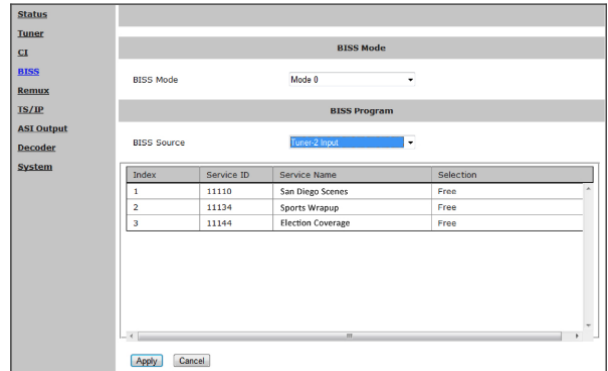 Status
Tuner
CI
BISS
Remux
TS/IP
ASI Output
Decoder
System
BISS Mode
BISS Mode Mode 0
BISS Program
BISS Source Tuner-2 Input
Index Service ID Service Name Selection
1 11110 San Diego Scenes Free
2 11134 Sports Wrapup Free
3 11144 Election Coverage Free
Apply Cancel